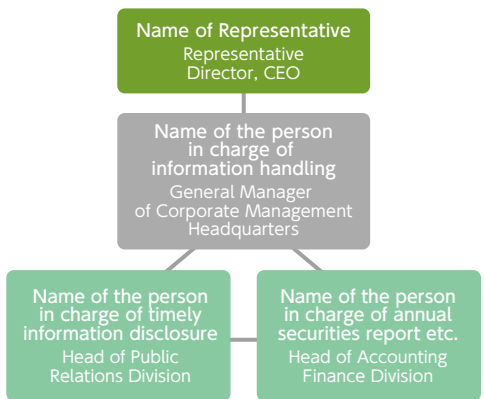 Name of Representative
Representative
Director, CEO
Name of the person
in charge of
information handling
General Manager
of Corporate Management
Headquarters
Name of the person
in charge of timely
information disclosure
Head of Public
Relations Division
Name of the person
in charge of annual
securities report etc.
Head of Accounting
Finance Division